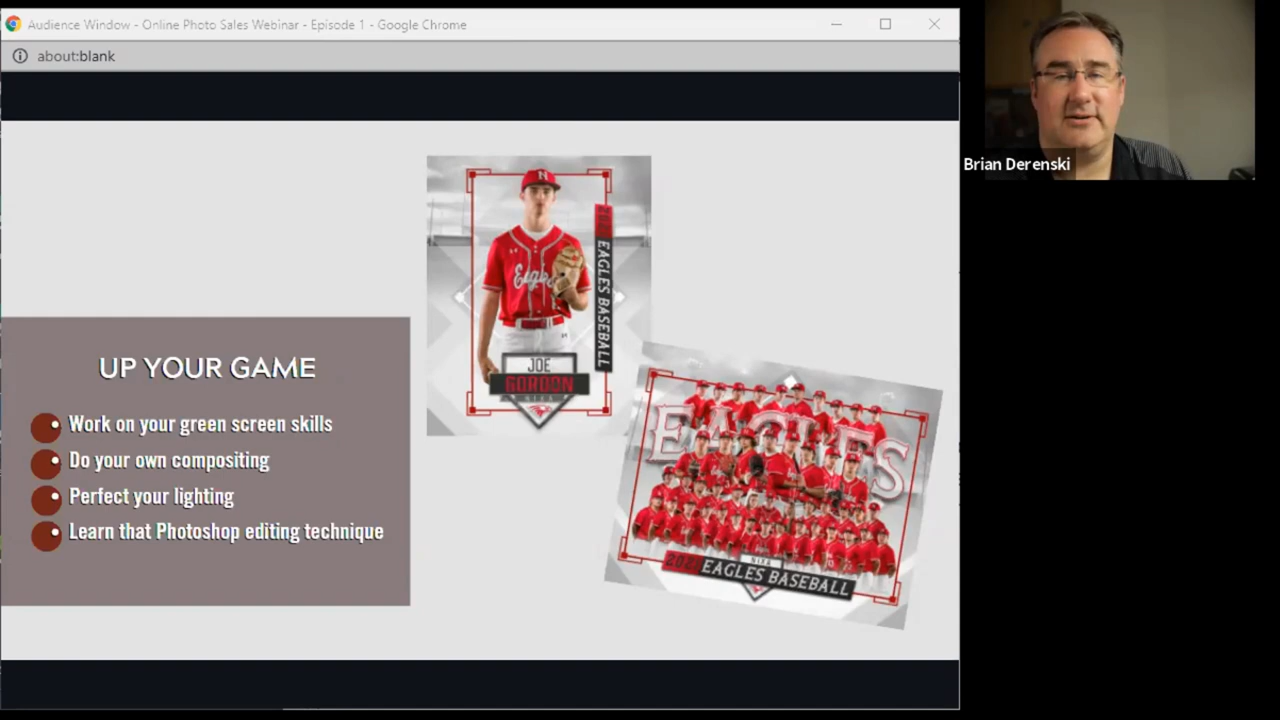 Audience Window - Online Photo Sales Webinar - Episode 1 - Google Chrome
about:blank
Brian Derenski
UP YOUR GAME
Work on your green screen skills
Do your own compositing
Perfect your lighting
Learn that Photoshop editing technique
N
Eagles
EAGLES BASEBALL
JOE
GORDON
EAGLES
EAGLES BASEBALL